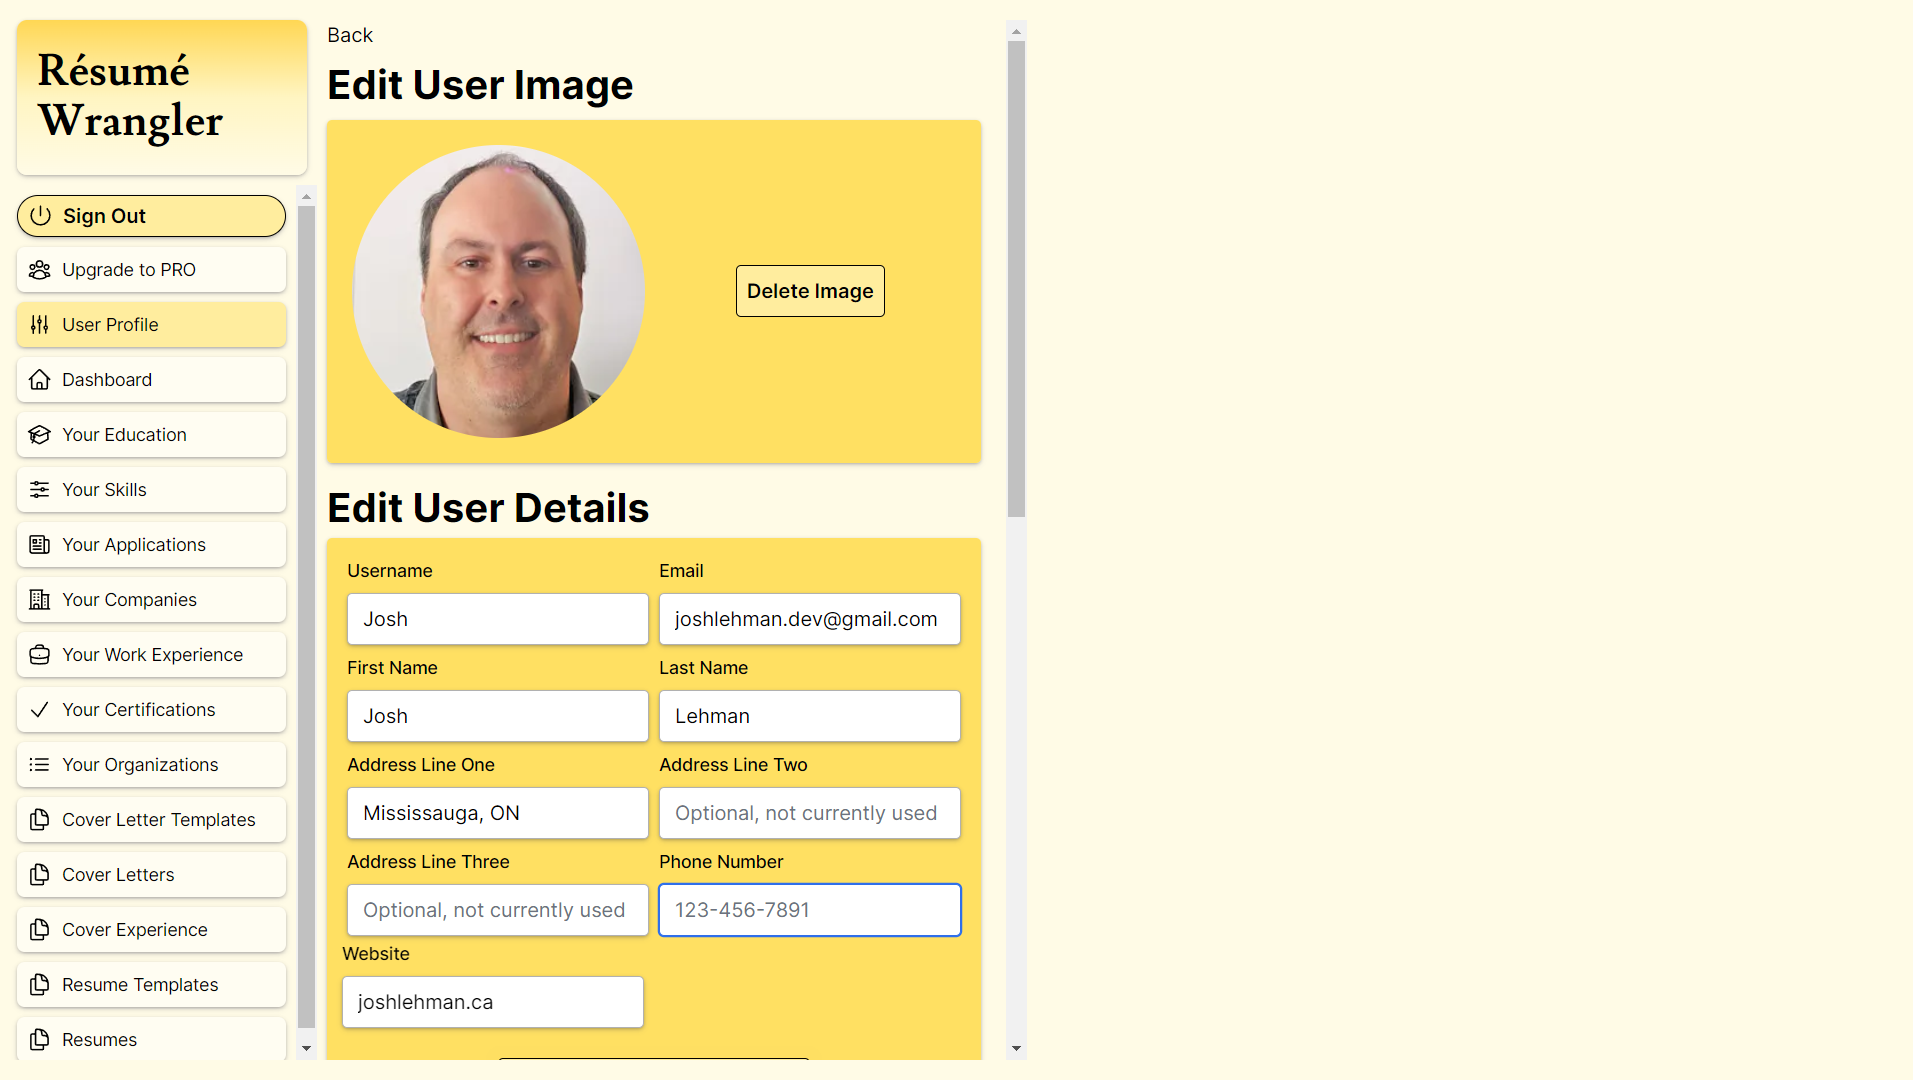 Résumé
Wrangler
Sign Out
Upgrade to PRO
User Profile
Dashboard
Your Education
Your Skills
Your Applications
Your Companies
Your Work Experience
Your Certifications
Your Organizations
Cover Letter Templates
Cover Letters
Cover Experience
Resume Templates
Resumes
Back
Edit User Image
Delete Image
Edit User Details
Username
Email
Josh
joshlehman.dev@gmail.com
First Name
Last Name
Josh
Lehman
Address Line One
Address Line Two
Mississauga, ON
Optional, not currently used
Address Line Three
Phone Number
Optional, not currently used
123-456-7891
Website
joshlehman.ca